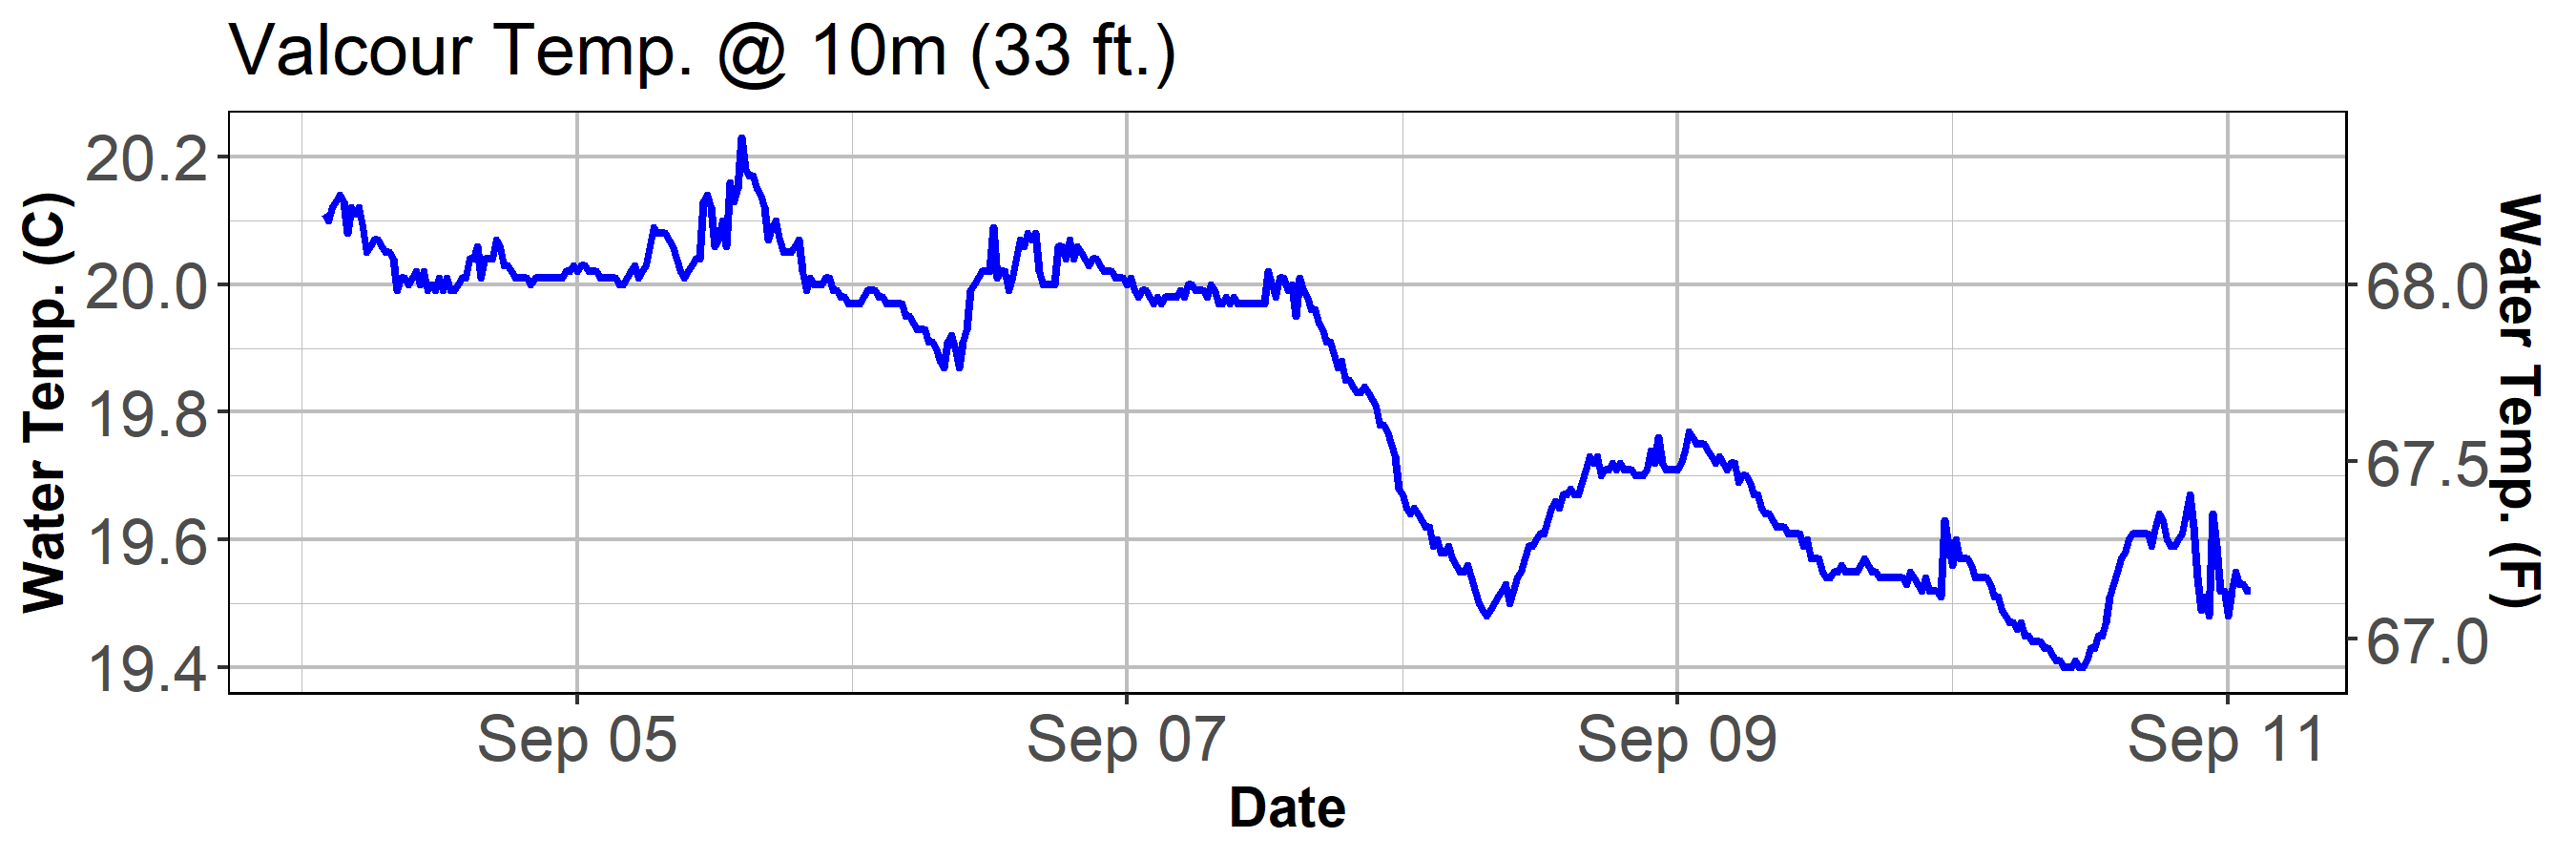 Valcour Temp. @ 10m (33 ft.)
Water Temp. (C)
20.2
20.0
19.8
19.6
19.4
68.0
67.5
67.0
Water Temp. (F)
Sep 05
Sep 07
Sep 09
Sep 11
Date